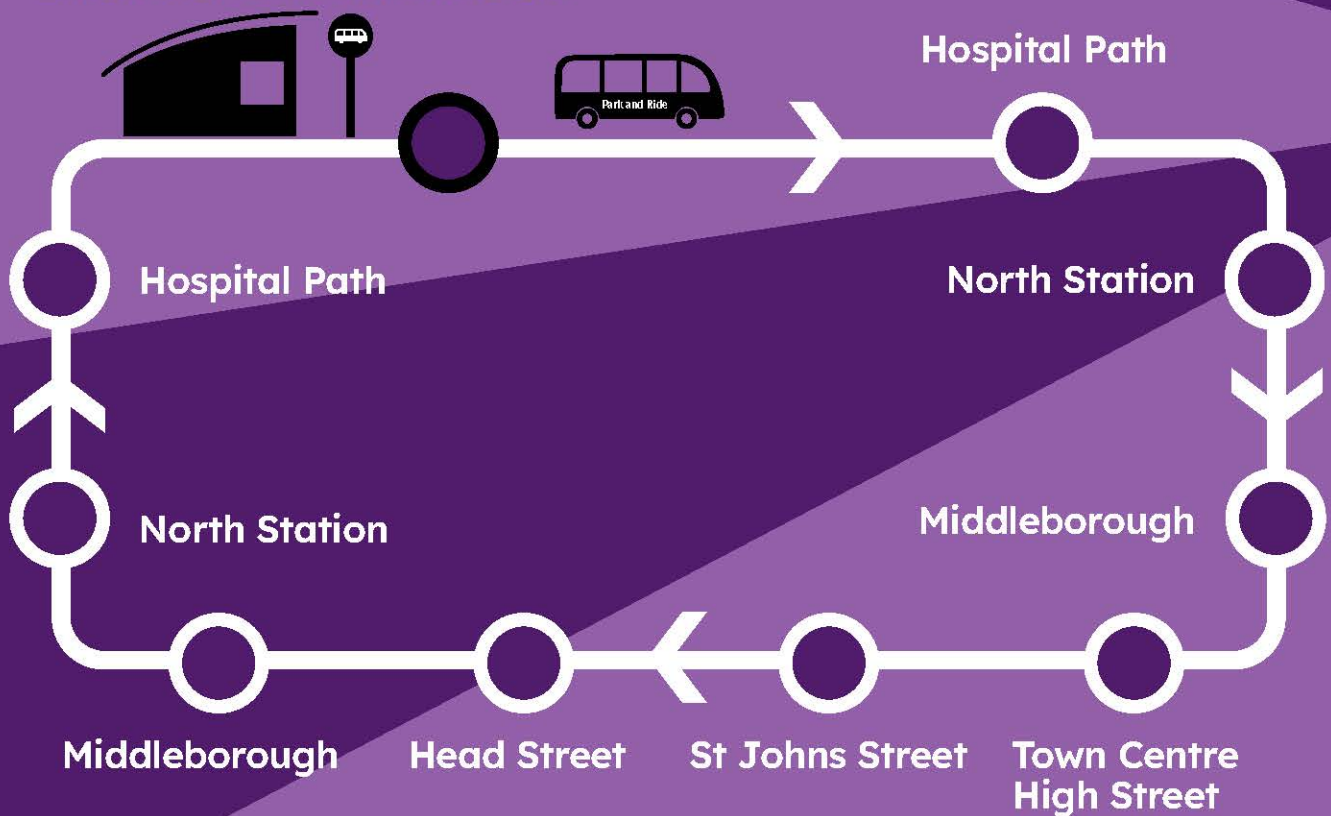 Park and Ride
Hospital Path
Hospital Path
North Station
North Station
Middleborough
Middleborough
Head Street
St Johns Street
Town Centre
High Street